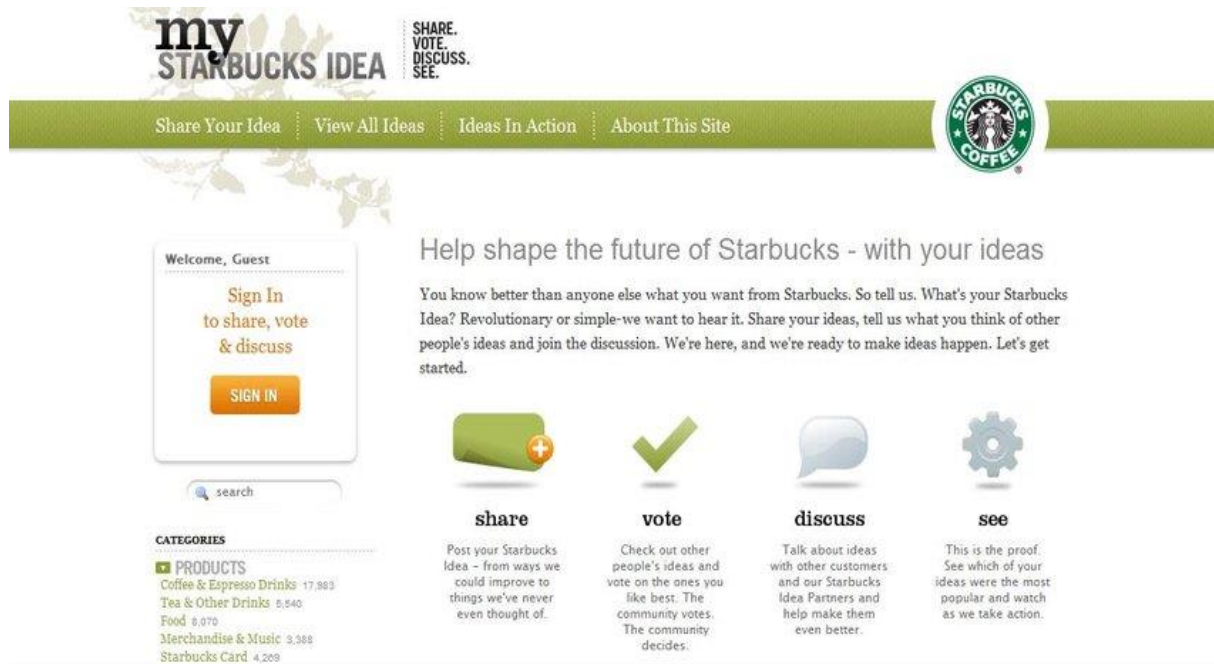 my
STARBUCKS IDEA
SHARE.
VOTE.
DISCUSS.
SEE.
Share Your Idea
View All Ideas
Ideas In Action
About This Site
STARBUCKS
COFFEE
®
Welcome, Guest
Sign In
to share, vote
& discuss
SIGN IN
search
CATEGORIES
PRODUCTS
Coffee & Espresso Drinks 17,883
Tea & Other Drinks 5,540
Food 8,070
Merchandise & Music 3,388
Starbucks Card 4,269
Help shape the future of Starbucks - with your ideas
You know better than anyone else what you want from Starbucks. So tell us. What's your Starbucks
Idea? Revolutionary or simple-we want to hear it. Share your ideas, tell us what you think of other
people's ideas and join the discussion. We're here, and we're ready to make ideas happen. Let's get
started.
share
Post your Starbucks
Idea – from ways we
could improve to
things we've never
even thought of.
vote
Check out other
people's ideas and
vote on the ones you
like best. The
community votes.
The community
decides.
discuss
Talk about ideas
with other customers
and our Starbucks
Idea Partners and
help make them
even better.
see
This is the proof.
See which of your
ideas were the most
popular and watch
as we take action.